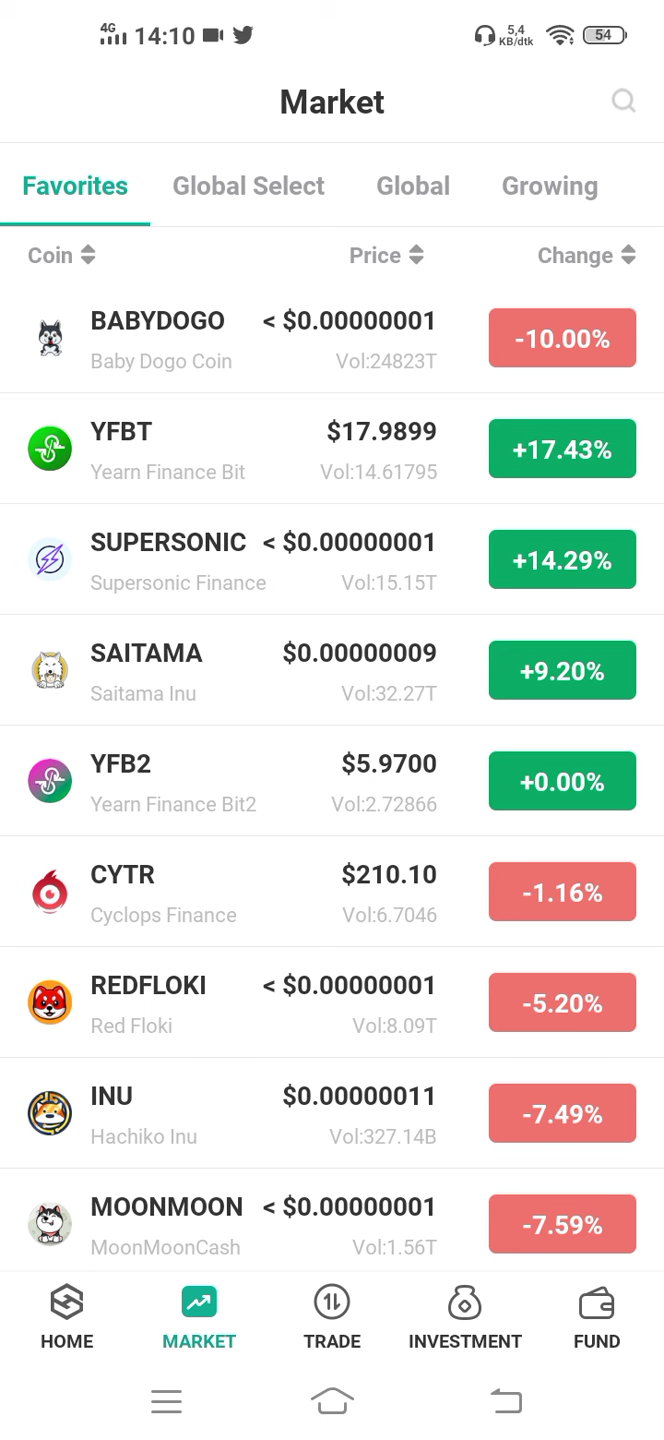 4G 14:10 5,4 KB/dtk 54
Market
Favorites Global Select Global Growing
Coin Price Change
BABYDOGO < $0.00000001 -10.00%
Baby Dogo Coin Vol:24823T
YFBT $17.9899 +17.43%
Yearn Finance Bit Vol:14.61795
SUPERSONIC < $0.00000001 +14.29%
Supersonic Finance Vol:15.15T
SAITAMA $0.00000009 +9.20%
Saitama Inu Vol:32.27T
YFB2 $5.9700 +0.00%
Yearn Finance Bit2 Vol:2.72866
CYTR $210.10 -1.16%
Cyclops Finance Vol:6.7046
REDFLOKI < $0.00000001 -5.20%
Red Floki Vol:8.09T
INU $0.00000011 -7.49%
Hachiko Inu Vol:327.14B
MOONMOON < $0.00000001 -7.59%
MoonMoonCash Vol:1.56T
HOME MARKET TRADE INVESTMENT FUND